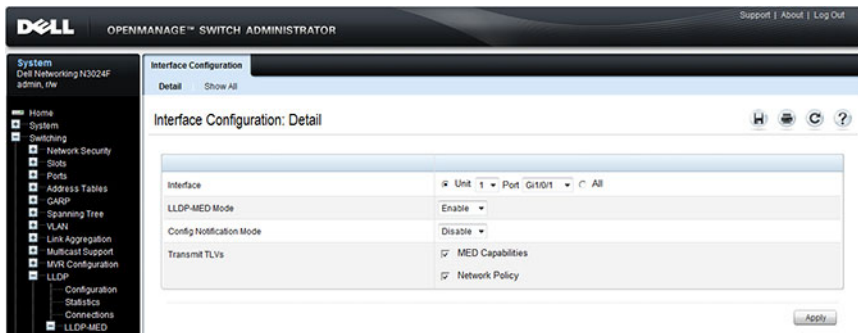 Support | About | Log Out
DELL OPENMANAGE™ SWITCH ADMINISTRATOR
System
Dell Networking N3024F
admin, r/w
Home
System
Switching
Network Security
Slots
Ports
Address Tables
GARP
Spanning Tree
VLAN
Link Aggregation
Multicast Support
MVR Configuration
LLDP
Configuration
Statistics
Connections
LLDP-MED
Interface Configuration
Detail Show All
Interface Configuration: Detail
Interface Unit 1 Port Gi1/0/1 All
LLDP-MED Mode Enable
Config Notification Mode Disable
Transmit TLVs MED Capabilities
Network Policy
Apply